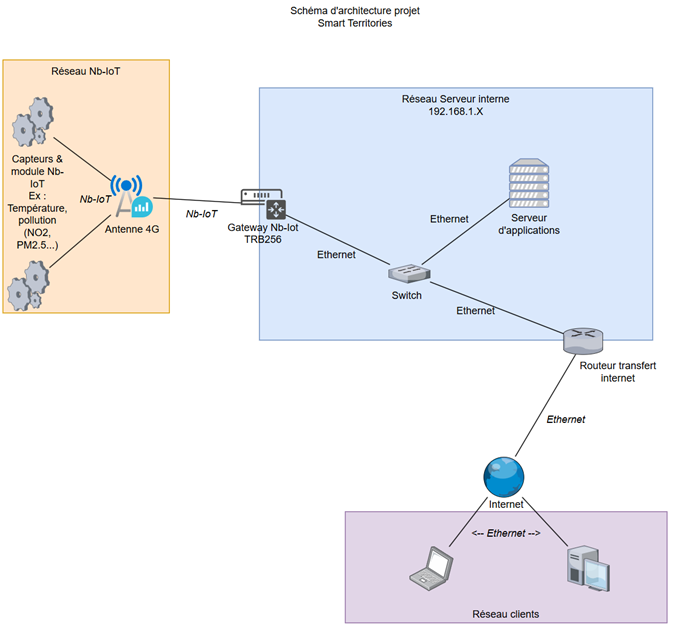 Schéma d'architecture projet
Smart Territories
Réseau Nb-IoT
Réseau Serveur interne
192.168.1.X
Capteurs &
module Nb-
IoT
Ex :
Température,
pollution
(NO2,
PM2.5...)
Nb-IoT
Antenne 4G
Nb-IoT
Gateway Nb-Iot
TRB256
Ethernet
Ethernet
Serveur
d'applications
Switch
Ethernet
Routeur transfert
internet
Ethernet
Internet
<-- Ethernet -->
Réseau clients